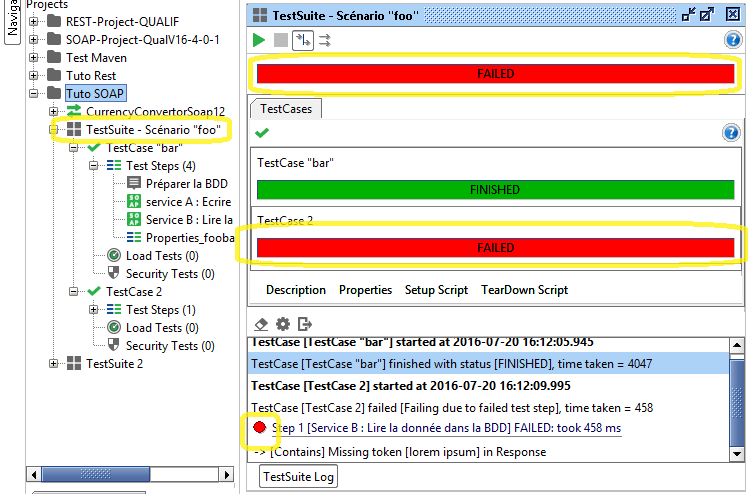 Projects
REST-Project-QUALIF
SOAP-Project-QualV16-4-0-1
Test Maven
Tuto Rest
Tuto SOAP
CurrencyConvertorSoap12
TestSuite - Scénario "foo"
TestCase "bar"
Test Steps (4)
Préparer la BDD
service A : Ecrire
Service B : Lire la
Properties_fooba
Load Tests (0)
Security Tests (0)
TestCase 2
Test Steps (1)
Load Tests (0)
Security Tests (0)
TestSuite 2
TestSuite - Scénario "foo"
FAILED
TestCases
TestCase "bar"
FINISHED
TestCase 2
FAILED
Description Properties Setup Script TearDown Script
TestCase [TestCase "bar"] started at 2016-07-20 16:12:05.945
TestCase [TestCase "bar"] finished with status [FINISHED], time taken = 4047
TestCase [TestCase 2] started at 2016-07-20 16:12:09.995
TestCase [TestCase 2] failed [Failing due to failed test step], time taken = 458
Step 1 [Service B : Lire la donnée dans la BDD] FAILED: took 458 ms
-> [Contains] Missing token [lorem ipsum] in Response
TestSuite Log